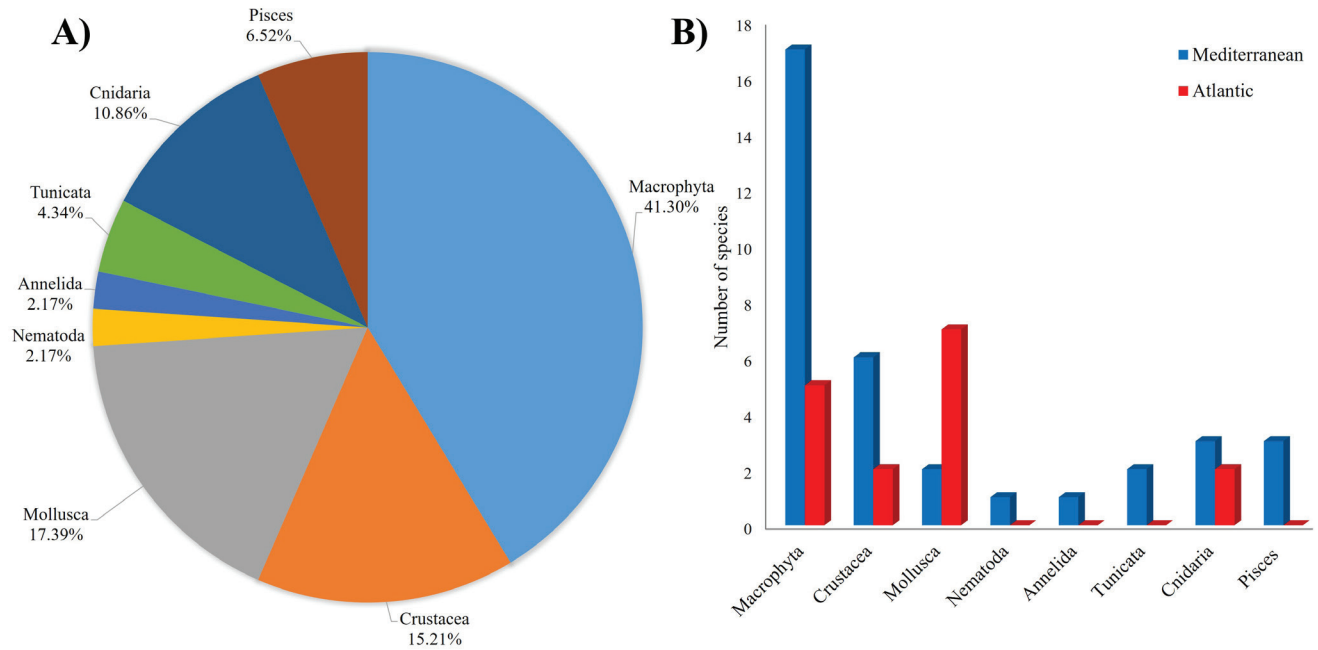 A)
Pisces
6.52%
Cnidaria
10.86%
Tunicata
4.34%
Annelida
2.17%
Nematoda
2.17%
Mollusca
17.39%
Crustacea
15.21%
Macrophyta
41.30%
B)
Mediterranean
Atlantic
Number of species
18
16
14
12
10
8
6
4
2
0
Macrophyta
Crustacea
Mollusca
Nematoda
Annelida
Tunicata
Cnidaria
Pisces